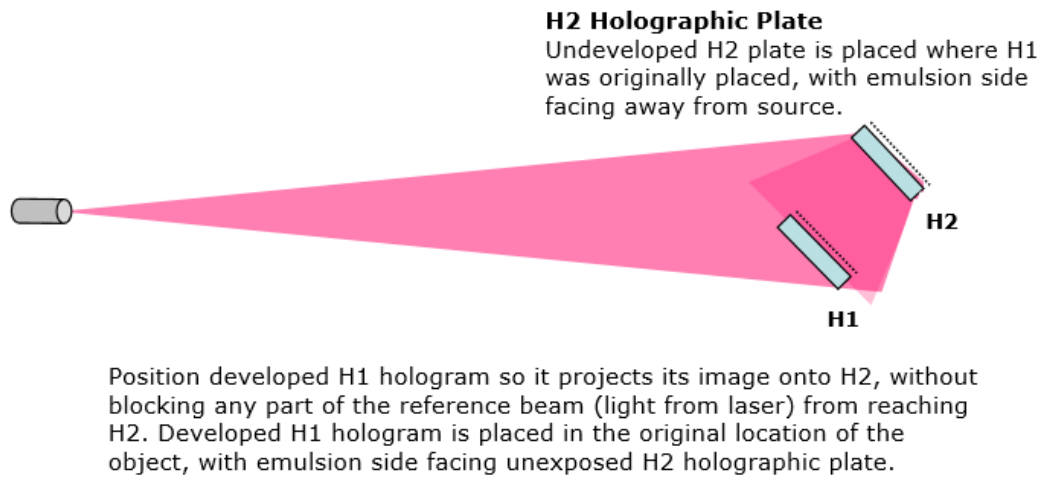 H2 Holographic Plate
Undeveloped H2 plate is placed where H1
was originally placed, with emulsion side
facing away from source.
H2
H1
Position developed H1 hologram so it projects its image onto H2, without
blocking any part of the reference beam (light from laser) from reaching
H2. Developed H1 hologram is placed in the original location of the
object, with emulsion side facing unexposed H2 holographic plate.